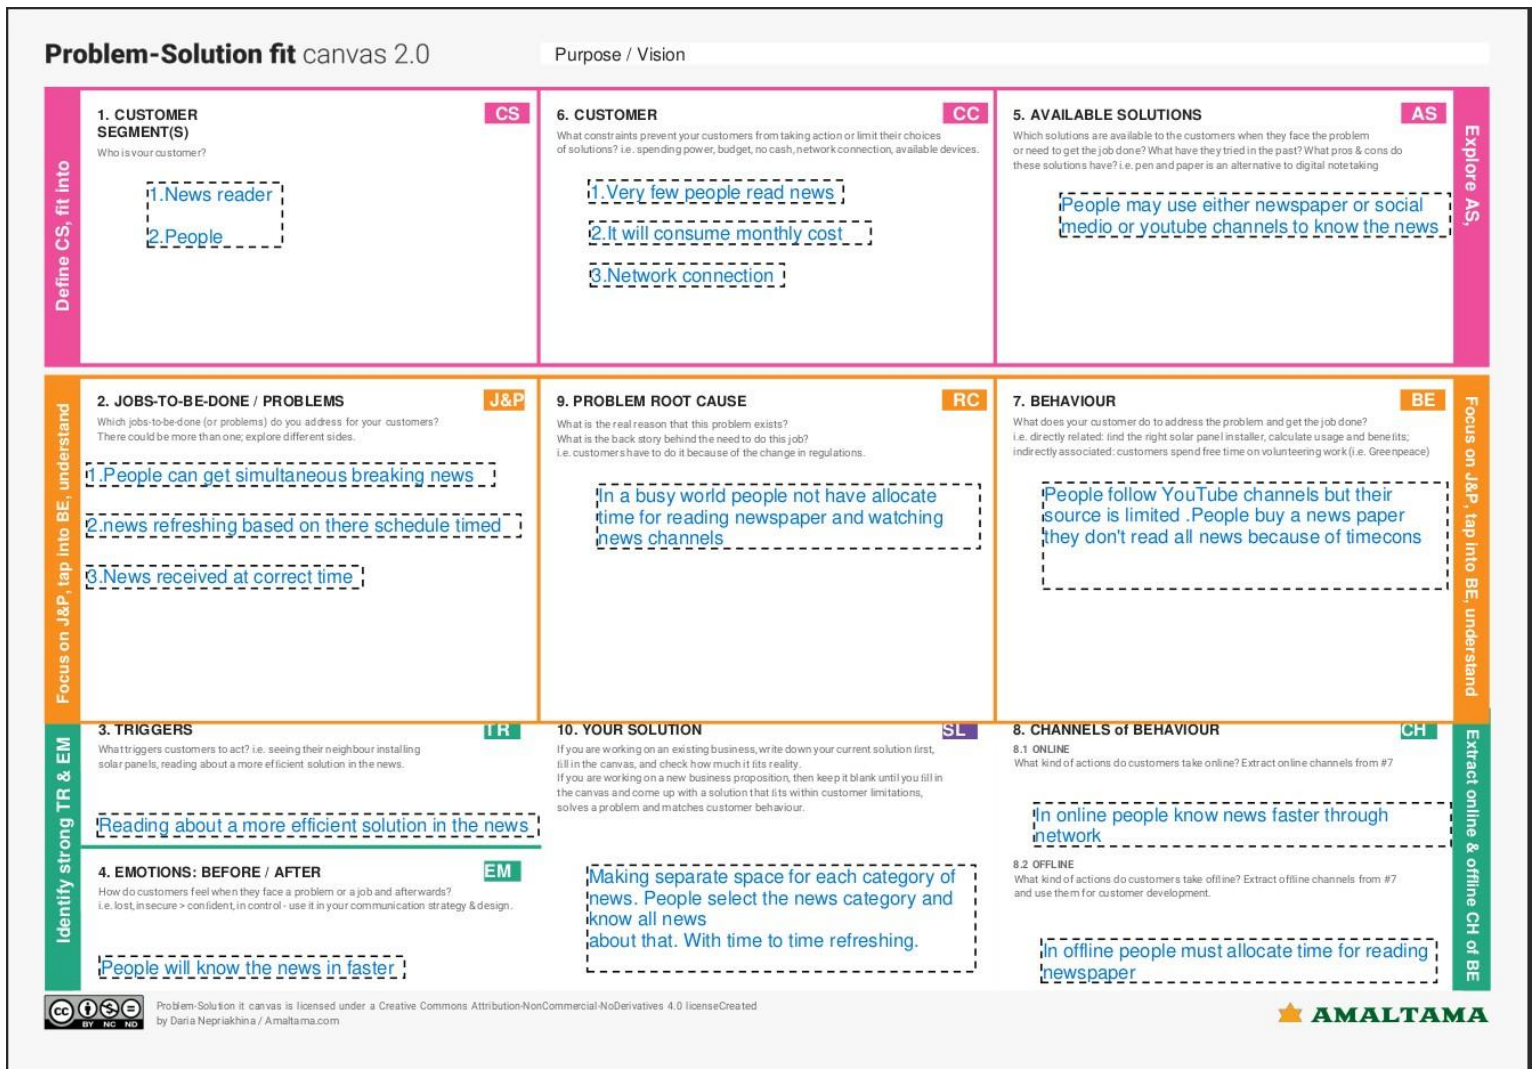 Problem-Solution fit canvas 2.0
Purpose / Vision
Define CS, fit into
1. CUSTOMER
SEGMENT(S)
CS
Who is your customer?
1.News reader
2.People
6. CUSTOMER
CC
What constraints prevent your customers from taking action or limit their choices
of solutions? i.e. spending power, budget, no cash, network connection, available devices.
1.Very few people read news
2.It will consume monthly cost
3.Network connection
5. AVAILABLE SOLUTIONS
AS
Which solutions are available to the customers when they face the problem
or need to get the job done? What have they tried in the past? What pros & cons do
these solutions have? i.e. pen and paper is an alternative to digital notetaking
People may use either newspaper or social
medio or youtube channels to know the news
Explore AS,
Focus on J&P, tap into BE, understand
2. JOBS-TO-BE-DONE / PROBLEMS
J&P
Which jobs-to-be-done (or problems) do you address for your customers?
There could be more than one; explore different sides.
1.People can get simultaneous breaking news
2.news refreshing based on there schedule timed
3.News received at correct time
9. PROBLEM ROOT CAUSE
RC
What is the real reason that this problem exists?
What is the back story behind the need to do this job?
i.e. customers have to do it because of the change in regulations.
In a busy world people not have allocate
time for reading newspaper and watching
news channels
7. BEHAVIOUR
BE
What does your customer do to address the problem and get the job done?
i.e. directly related: find the right solar panel installer, calculate usage and benefits;
indirectly associated: customers spend free time on volunteering work (i.e. Greenpeace)
People follow YouTube channels but their
source is limited .People buy a news paper
they don't read all news because of timecons
Focus on J&P, tap into BE, understand
Identify strong TR & EM
3. TRIGGERS
TR
What triggers customers to act? i.e. seeing their neighbour installing
solar panels, reading about a more efficient solution in the news.
Reading about a more efficient solution in the news
4. EMOTIONS: BEFORE / AFTER
EM
How do customers feel when they face a problem or a job and afterwards?
i.e. lost, insecure > confident, in control - use it in your communication strategy & design.
People will know the news in faster
10. YOUR SOLUTION
SL
If you are working on an existing business, write down your current solution first,
fill in the canvas, and check how much it fits reality.
If you are working on a new business proposition, then keep it blank until you fill in
the canvas and come up with a solution that fits within customer limitations,
solves a problem and matches customer behaviour.
Making separate space for each category of
news. People select the news category and
know all news
about that. With time to time refreshing.
8. CHANNELS of BEHAVIOUR
CH
8.1 ONLINE
What kind of actions do customers take online? Extract online channels from #7
In online people know news faster through
network
8.2 OFFLINE
What kind of actions do customers take offline? Extract offline channels from #7
and use them for customer development.
In offline people must allocate time for reading
newspaper
Extract online & offline CH of BE
cc BY NC ND
Problem-Solution it canvas is licensed under a Creative Commons Attribution-NonCommercial-NoDerivatives 4.0 licenseCreated
by Daria Nepriakhina / Amaltama.com
AMALTAMA